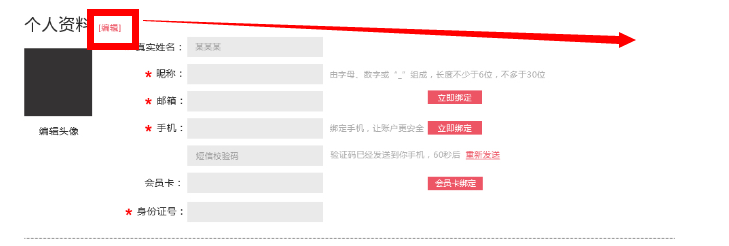 个人资料 [编辑]
真实姓名： 某某某
* 昵称： 由字母、数字或“_”组成，长度不少于6位，不多于30位
* 邮箱： 立即绑定
编辑头像
* 手机： 绑定手机，让账户更安全 立即绑定
短信校验码 验证码已经发送到你手机，60秒后 重新发送
会员卡： 会员卡绑定
* 身份证号：